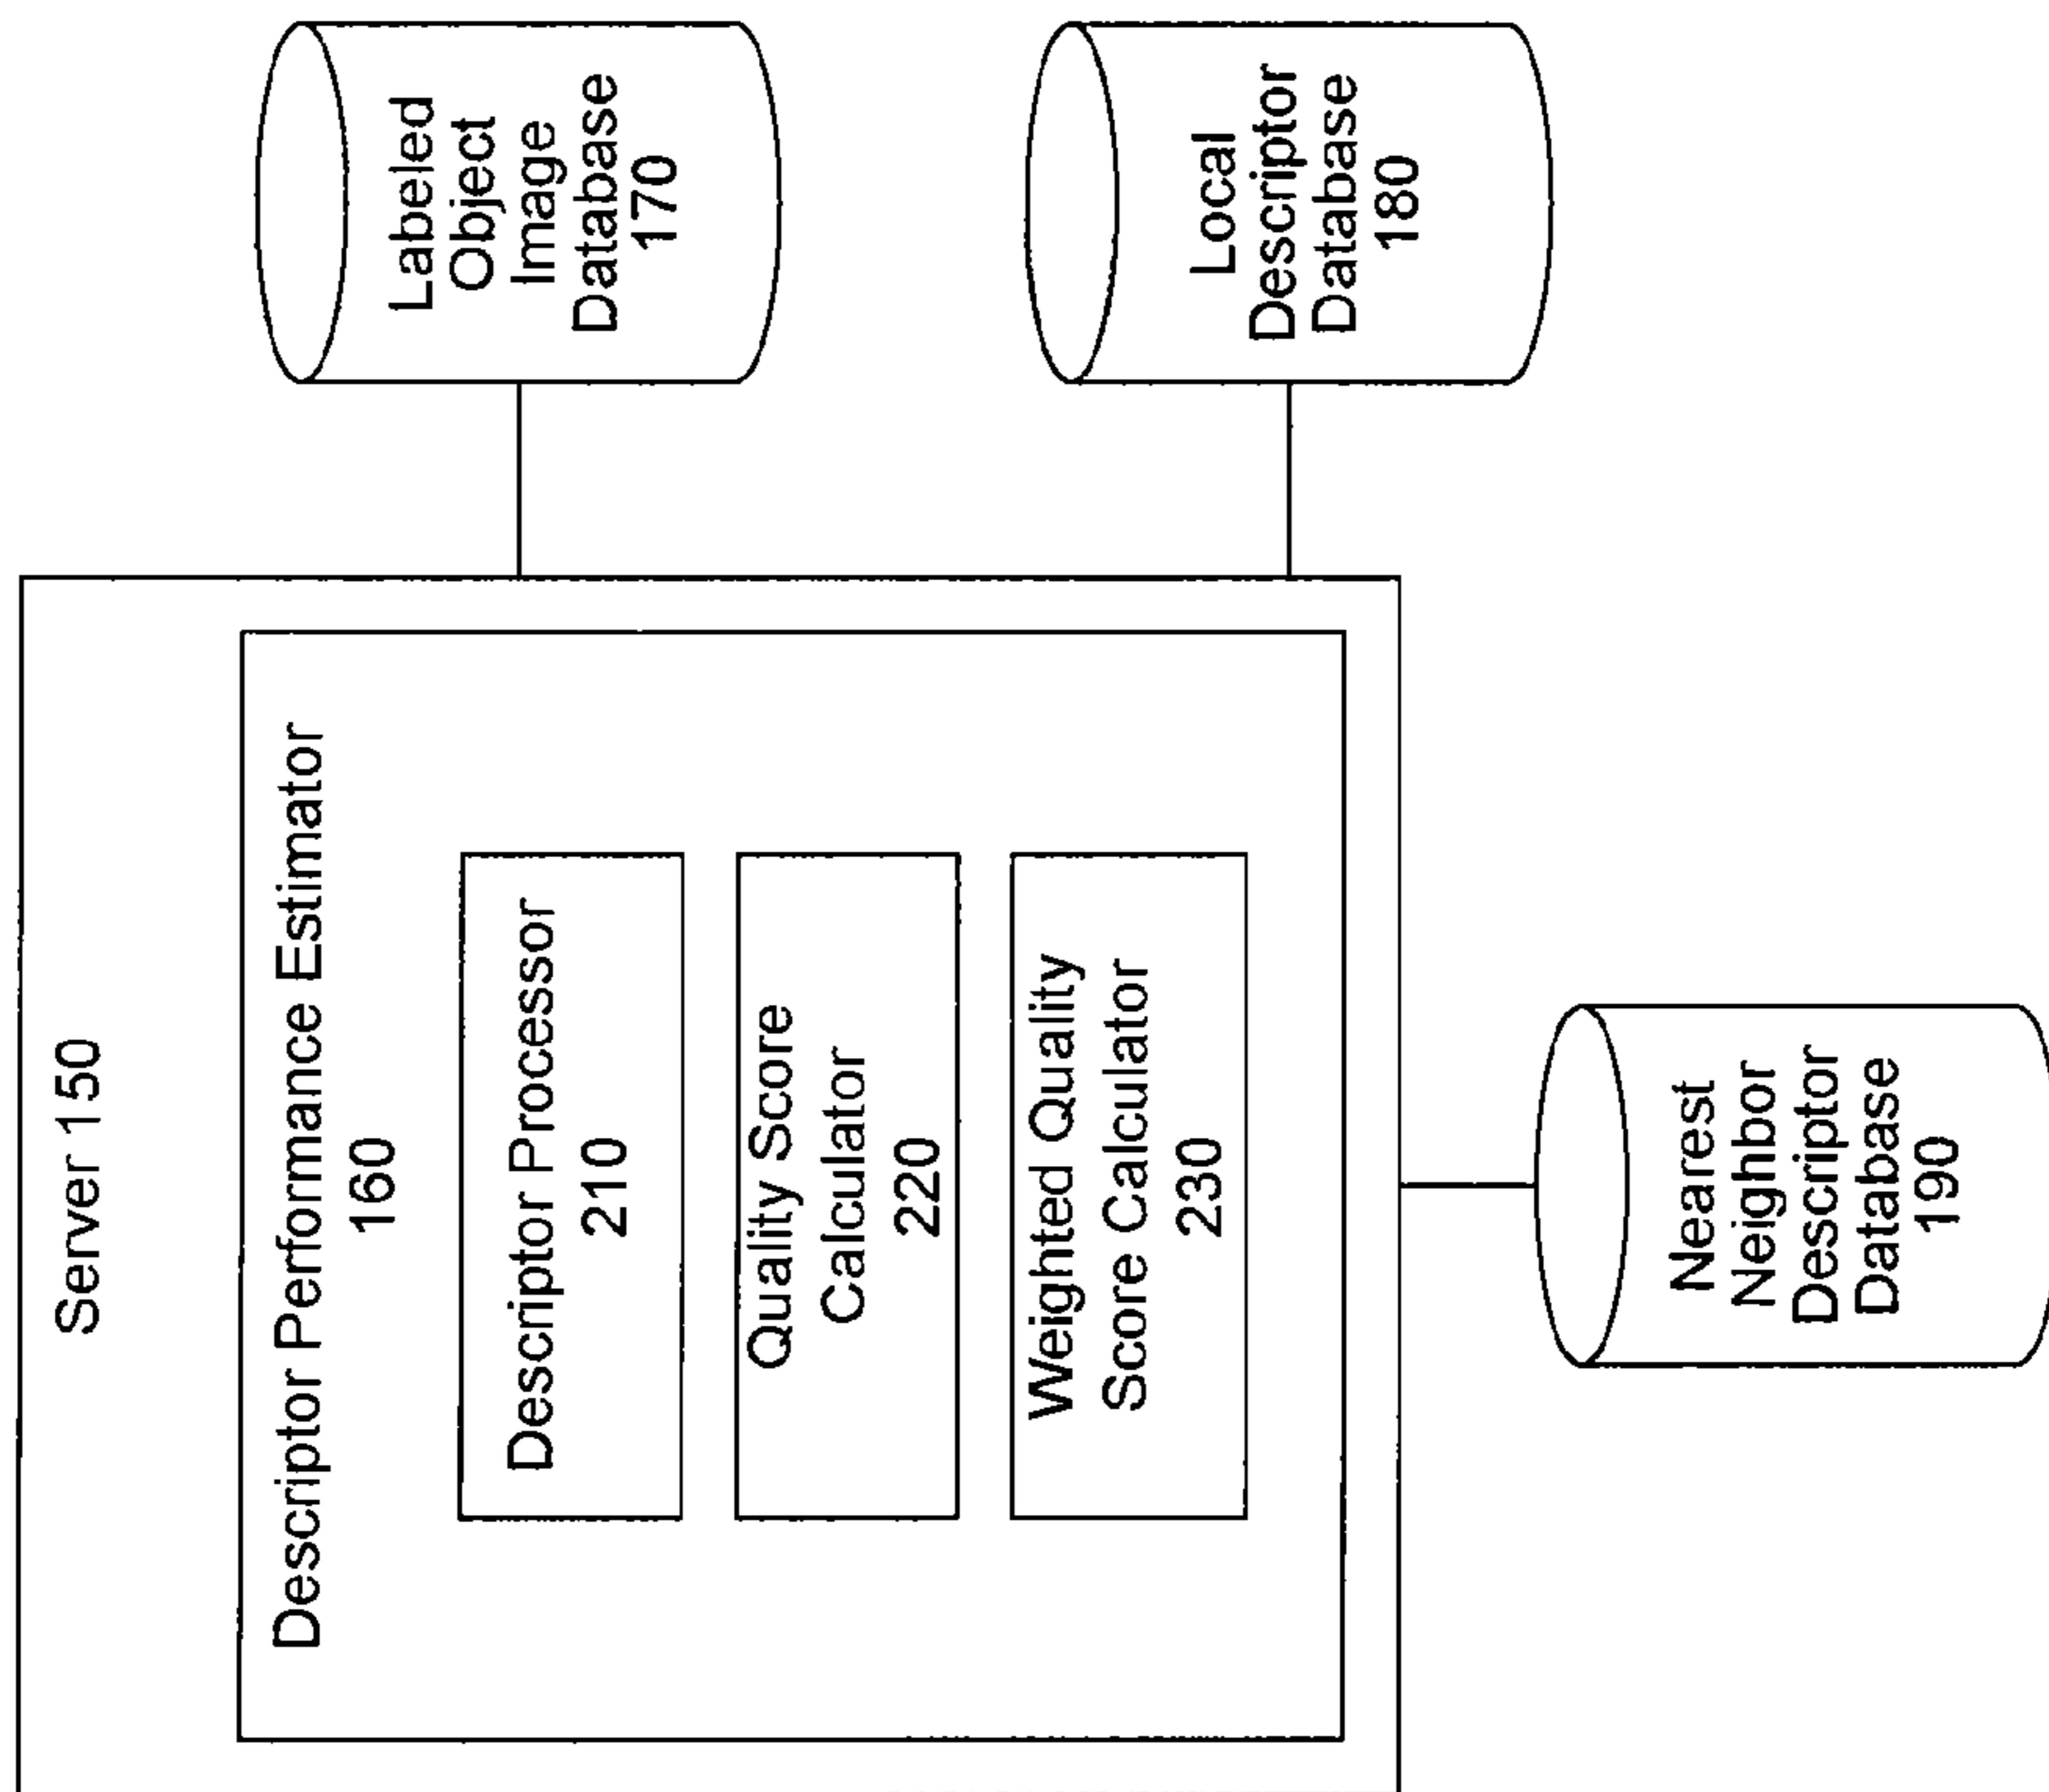 Server 150
Descriptor Performance Estimator
160
Descriptor Processor
210
Quality Score
Calculator
220
Weighted Quality
Score Calculator
230
Labeled
Object
Image
Database
170
Local
Descriptor
Database
180
Nearest
Neighbor
Descriptor
Database
190